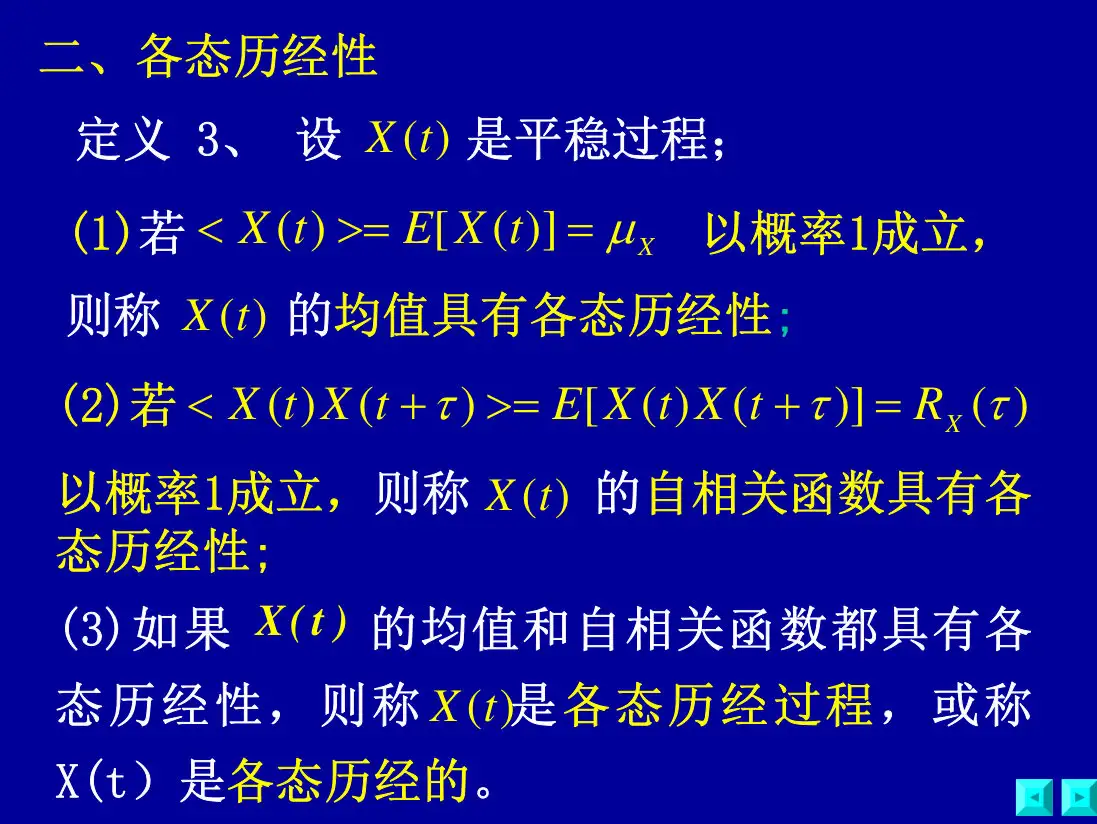 二、各态历经性
定义 3、 设 X(t) 是平稳过程;
(1)若 < X(t) >= E[X(t)] = μ_X 以概率1成立，
则称 X(t) 的均值具有各态历经性;
(2)若 < X(t)X(t + τ) >= E[X(t)X(t + τ)] = R_X(τ)
以概率1成立，则称 X(t) 的自相关函数具有各
态历经性;
(3)如果 X(t) 的均值和自相关函数都具有各
态历经性，则称 X(t)是各态历经过程，或称
X(t）是各态历经的。